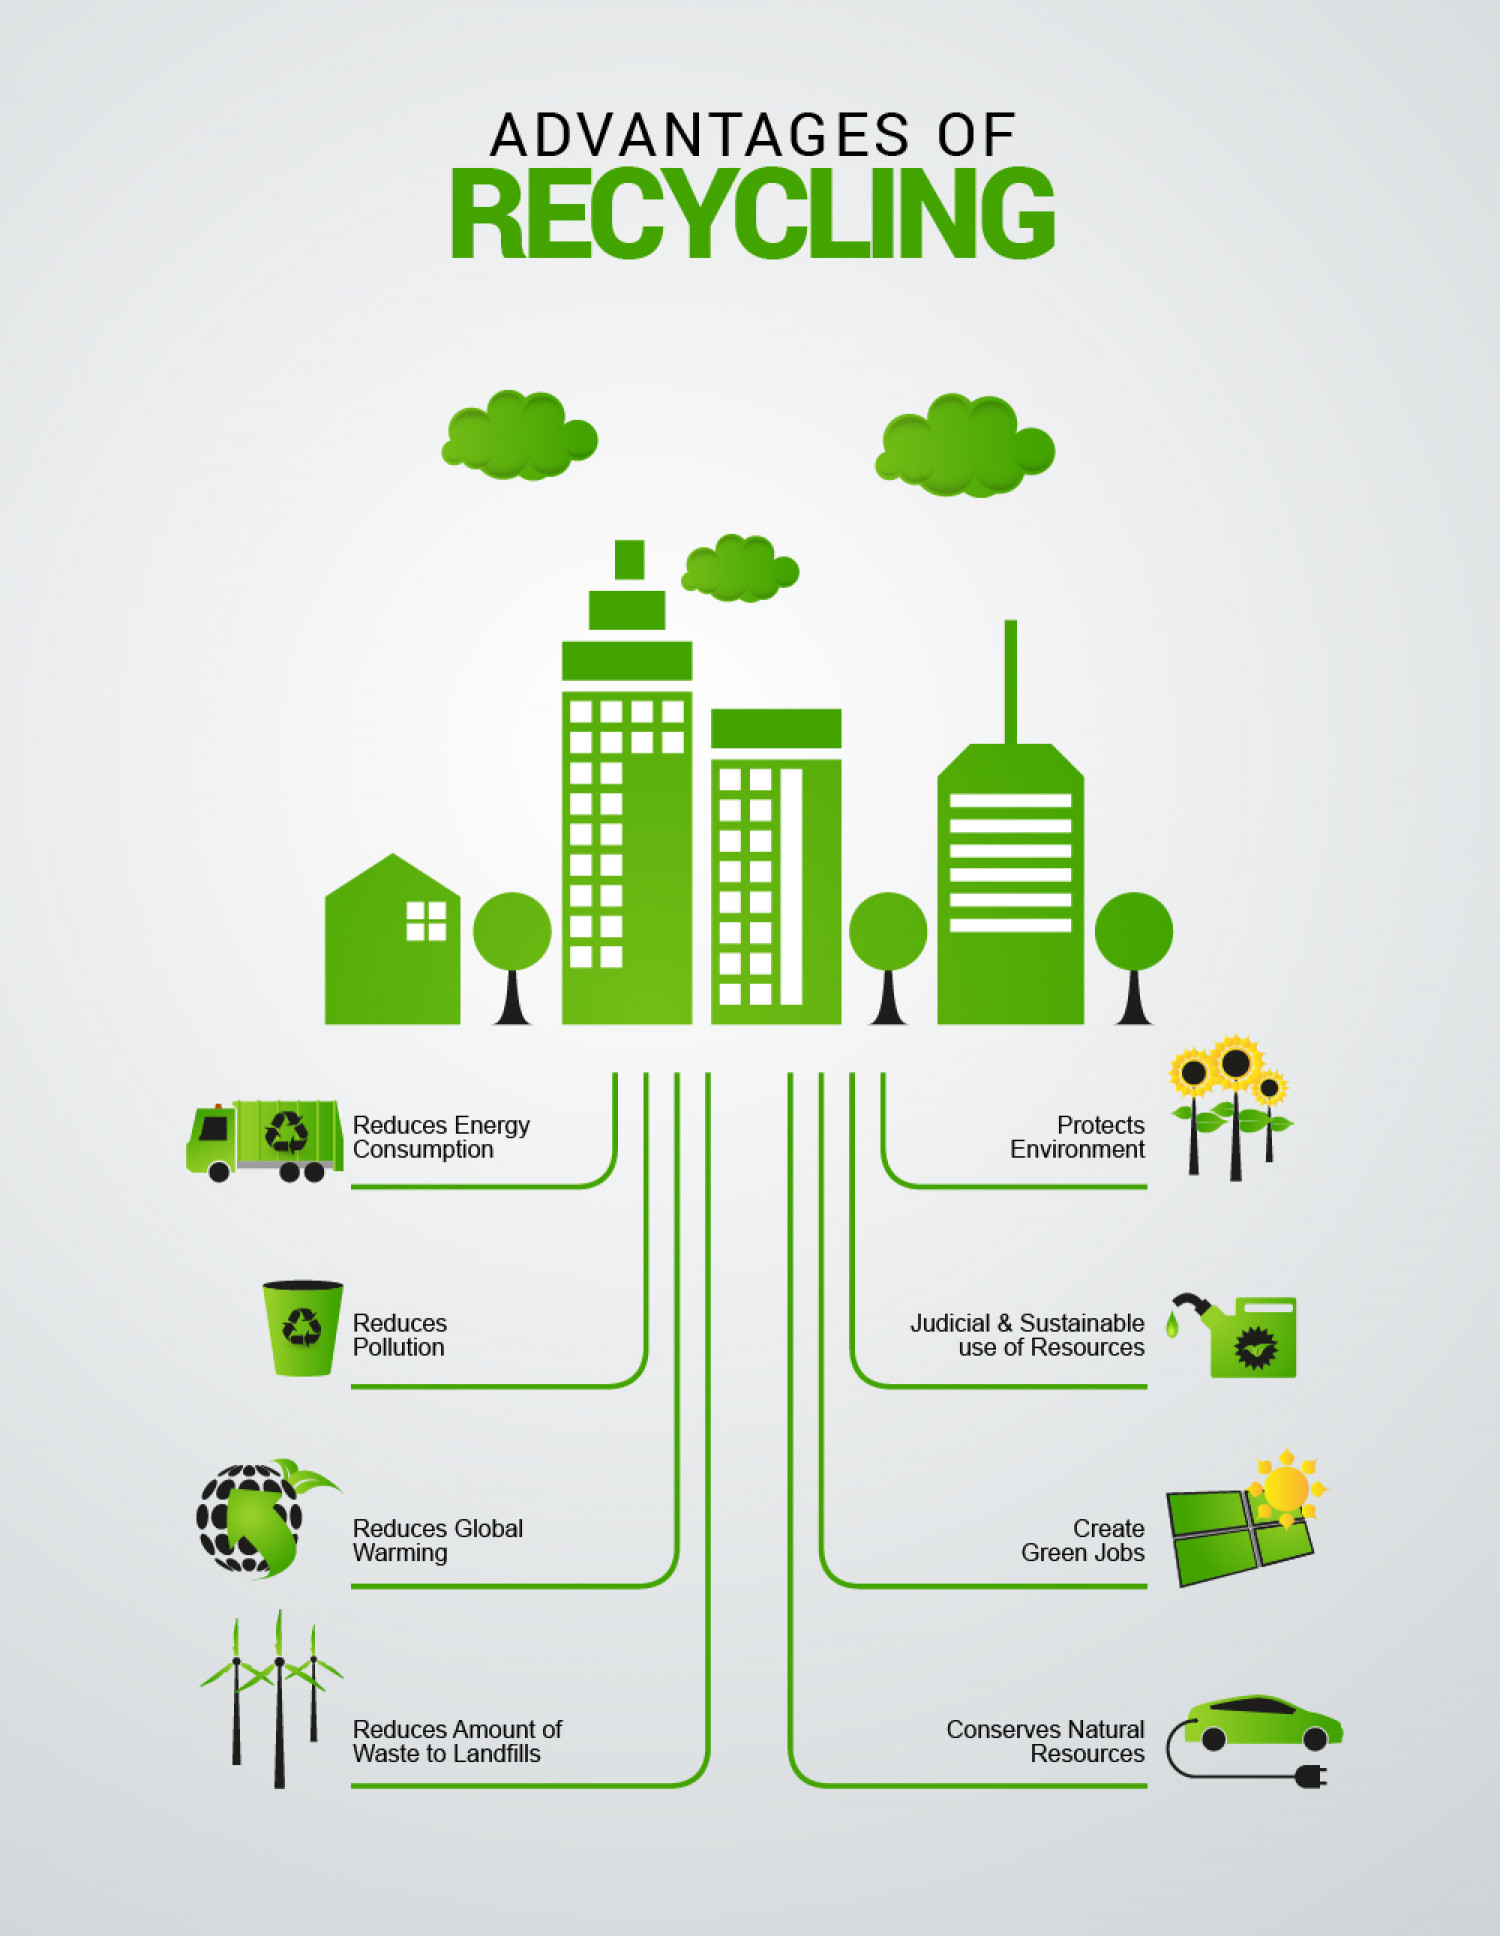 ADVANTAGES OF
RECYCLING
Reduces Energy
Consumption
Reduces
Pollution
Reduces Global
Warming
Reduces Amount of
Waste to Landfills
Protects
Environment
Judicial & Sustainable
use of Resources
Create
Green Jobs
Conserves Natural
Resources